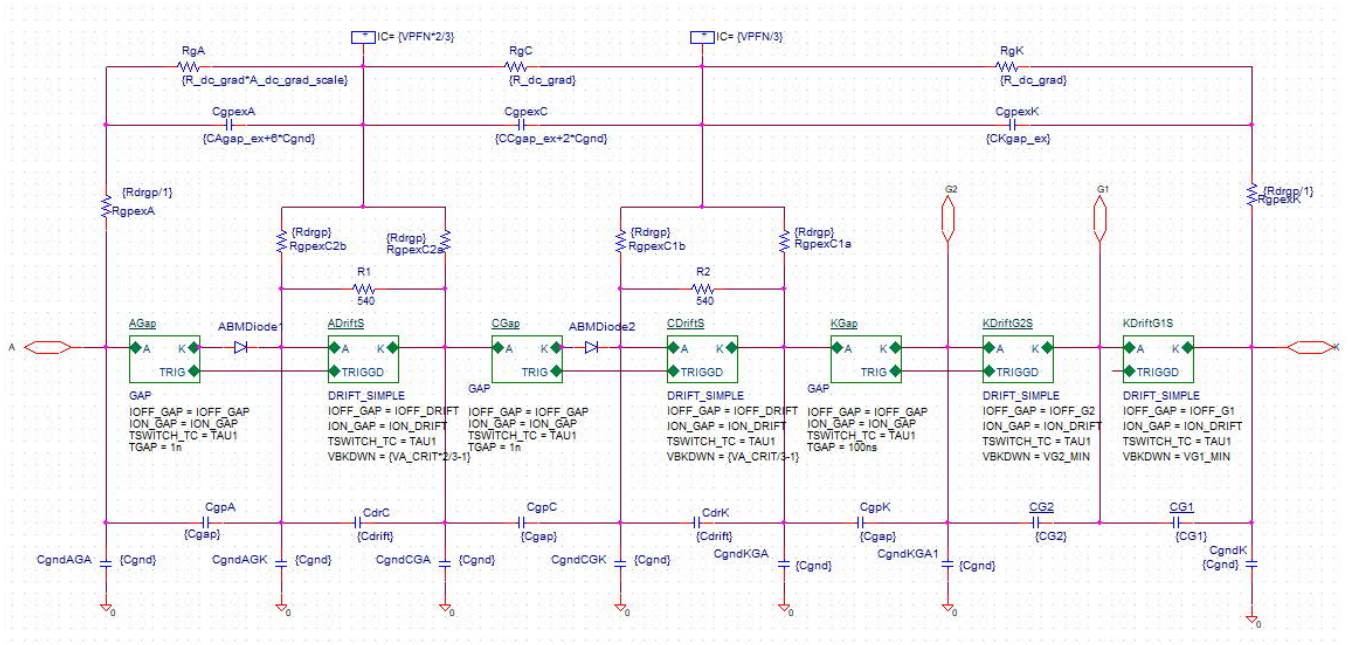 IC= {VPFN*2/3}
IC= {VPFN/3}
RgA
RgC
RgK
{R_dc_grad*A_dc_grad_scale}
{R_dc_grad}
{R_dc_grad}
CgpexA
CgpexC
CgpexK
{CAgap_ex+6*Cgnd}
{CCgap_ex+2*Cgnd}
{CKgap_ex}
{Rdrgp/1}
RgpexA
G2
G1
{Rdrgp/1}
RgpexK
{Rdrgp}
RgpexC2b
{Rdrgp}
RgpexC2a
{Rdrgp}
RgpexC1b
{Rdrgp}
RgpexC1a
R1
540
R2
540
A
AGap
ABMDiode1
ADriftS
CGap
ABMDiode2
CDriftS
KGap
KDriftG2S
KDriftG1S
A K
TRIG
A K
TRIGGD
A K
TRIG
A K
TRIGGD
A K
TRIG
A K
TRIGGD
A K
TRIGGD
K
GAP
IOFF_GAP = IOFF_GAP
ION_GAP = ION_GAP
TSWITCH_TC = TAU1
TGAP = 1n
DRIFT_SIMPLE
IOFF_GAP = IOFF_DRIFT
ION_GAP = ION_DRIFT
TSWITCH_TC = TAU1
VBKDWN = {VA_CRIT*2/3-1}
GAP
IOFF_GAP = IOFF_GAP
ION_GAP = ION_GAP
TSWITCH_TC = TAU1
TGAP = 1n
DRIFT_SIMPLE
IOFF_GAP = IOFF_DRIFT
ION_GAP = ION_DRIFT
TSWITCH_TC = TAU1
VBKDWN = {VA_CRIT/3-1}
GAP
IOFF_GAP = IOFF_GAP
ION_GAP = ION_GAP
TSWITCH_TC = TAU1
TGAP = 100ns
DRIFT_SIMPLE
IOFF_GAP = IOFF_G2
ION_GAP = ION_DRIFT
TSWITCH_TC = TAU1
VBKDWN = VG2_MIN
DRIFT_SIMPLE
IOFF_GAP = IOFF_G1
ION_GAP = ION_DRIFT
TSWITCH_TC = TAU1
VBKDWN = VG1_MIN
CgpA
{Cgap}
CdrC
{Cdrift}
CgpC
{Cgap}
CdrK
{Cdrift}
CgpK
{Cgap}
CG2
{CG2}
CG1
{CG1}
CgndAGA
{Cgnd}
CgndAGK
{Cgnd}
CgndCGA
{Cgnd}
CgndCGK
{Cgnd}
CgndKGA
{Cgnd}
CgndKGA1
{Cgnd}
CgndK
{Cgnd}
0
0
0
0
0
0
0